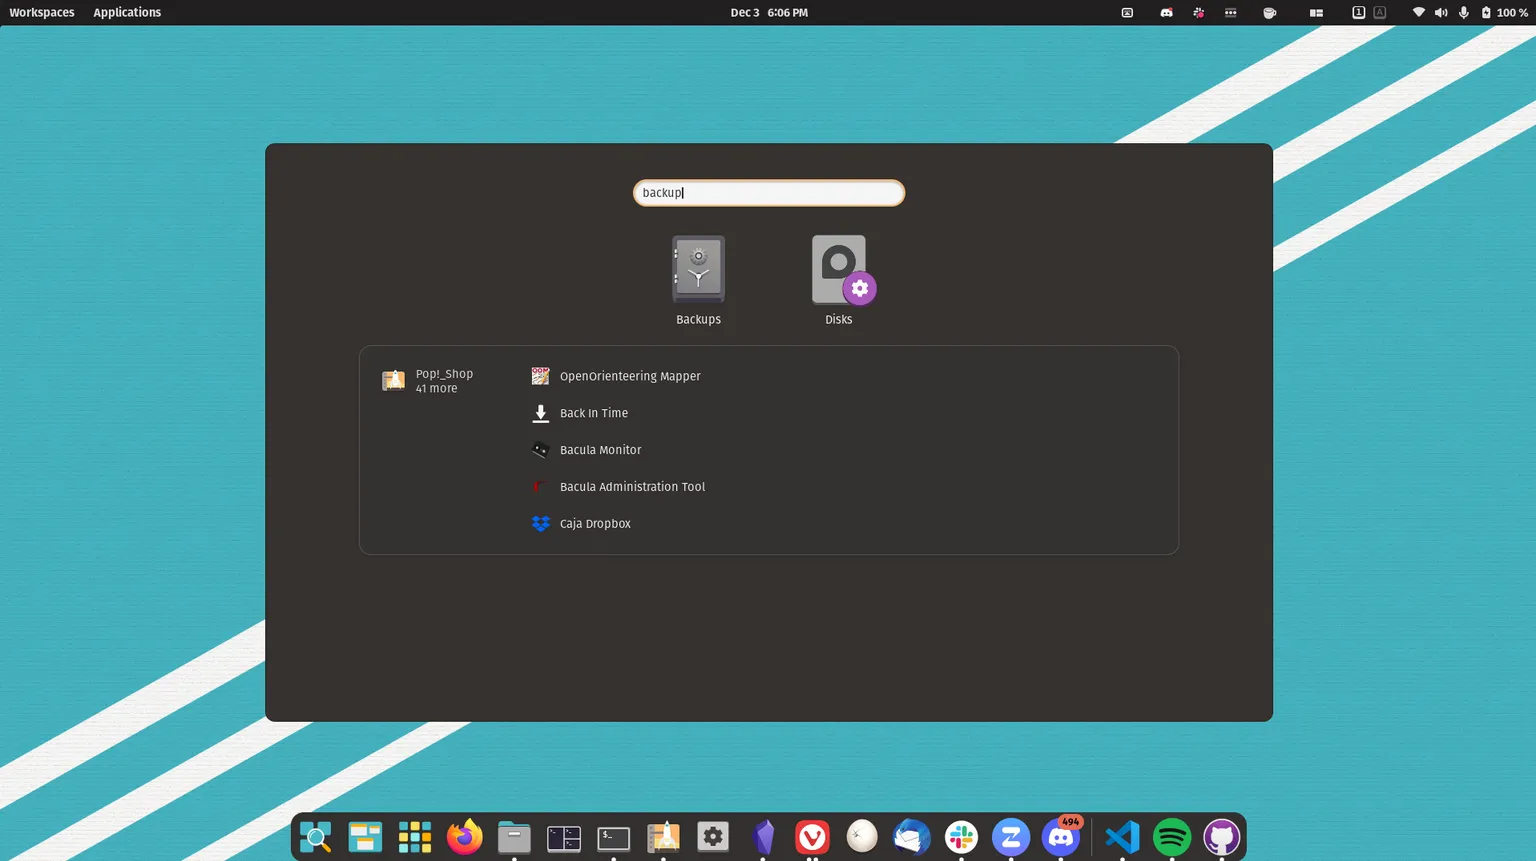 Workspaces Applications Dec 3 6:06 PM 1 A 100 %
backup
Backups Disks
Pop!_Shop
41 more
OpenOrienteering Mapper
Back In Time
Bacula Monitor
Bacula Administration Tool
Caja Dropbox
494